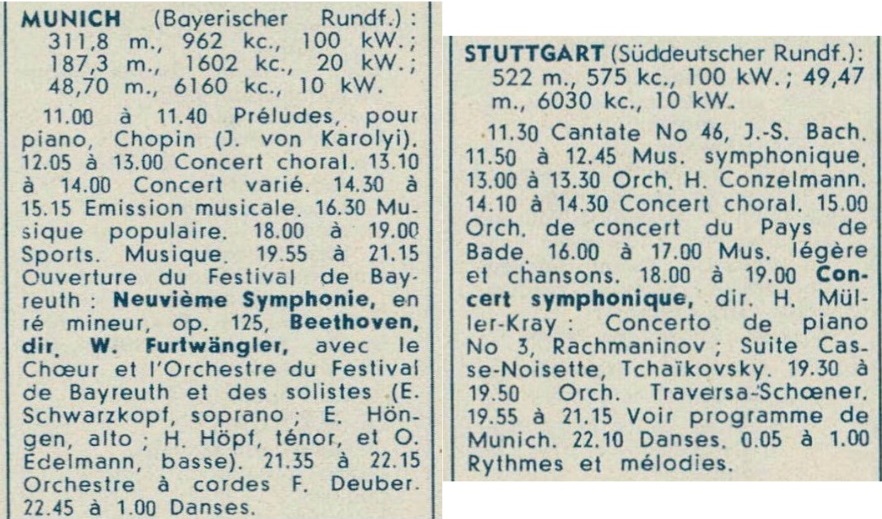 MUNICH (Bayerischer Rundf.) :
311,8 m., 962 kc., 100 kW. ;
187,3 m., 1602 kc., 20 kW. ;
48,70 m., 6160 kc., 10 kW.
11.00 à 11.40 Préludes, pour
piano, Chopin (J. von Karolyi).
12.05 à 13.00 Concert choral. 13.10
à 14.00 Concert varié. 14.30 à
15.15 Emission musicale. 16.30 Mu-
sique populaire. 18.00 à 19.00
Sports. Musique. 19.55 à 21.15
Ouverture du Festival de Bay-
reuth : Neuvième Symphonie, en
ré mineur, op. 125, Beethoven,
dir. W. Furtwängler, avec le
Chœur et l'Orchestre du Festival
de Bayreuth et des solistes (E.
Schwarzkopf, soprano ; E. Hön-
gen, alto ; H. Höpf, ténor, et O.
Edelmann, basse). 21.35 à 22.15
Orchestre à cordes F. Deuber.
22.45 à 1.00 Danses.
STUTTGART (Süddeutscher Rundf.):
522 m., 575 kc., 100 kW. ; 49,47
m., 6030 kc., 10 kW.
11.30 Cantate No 46, J.-S. Bach.
11.50 à 12.45 Mus. symphonique.
13.00 à 13.30 Orch. H. Conzelmann.
14.10 à 14.30 Concert choral. 15.00
Orch. de concert du Pays de
Bade. 16.00 à 17.00 Mus. légère
et chansons. 18.00 à 19.00 Con-
cert symphonique, dir. H. Mül-
ler-Kray : Concerto de piano
No 3, Rachmaninov ; Suite Cas-
se-Noisette, Tchaïkovsky. 19.30 à
19.50 Orch. Traversa-Schœner.
19.55 à 21.15 Voir programme de
Munich. 22.10 Danses. 0.05 à 1.00
Rythmes et mélodies.